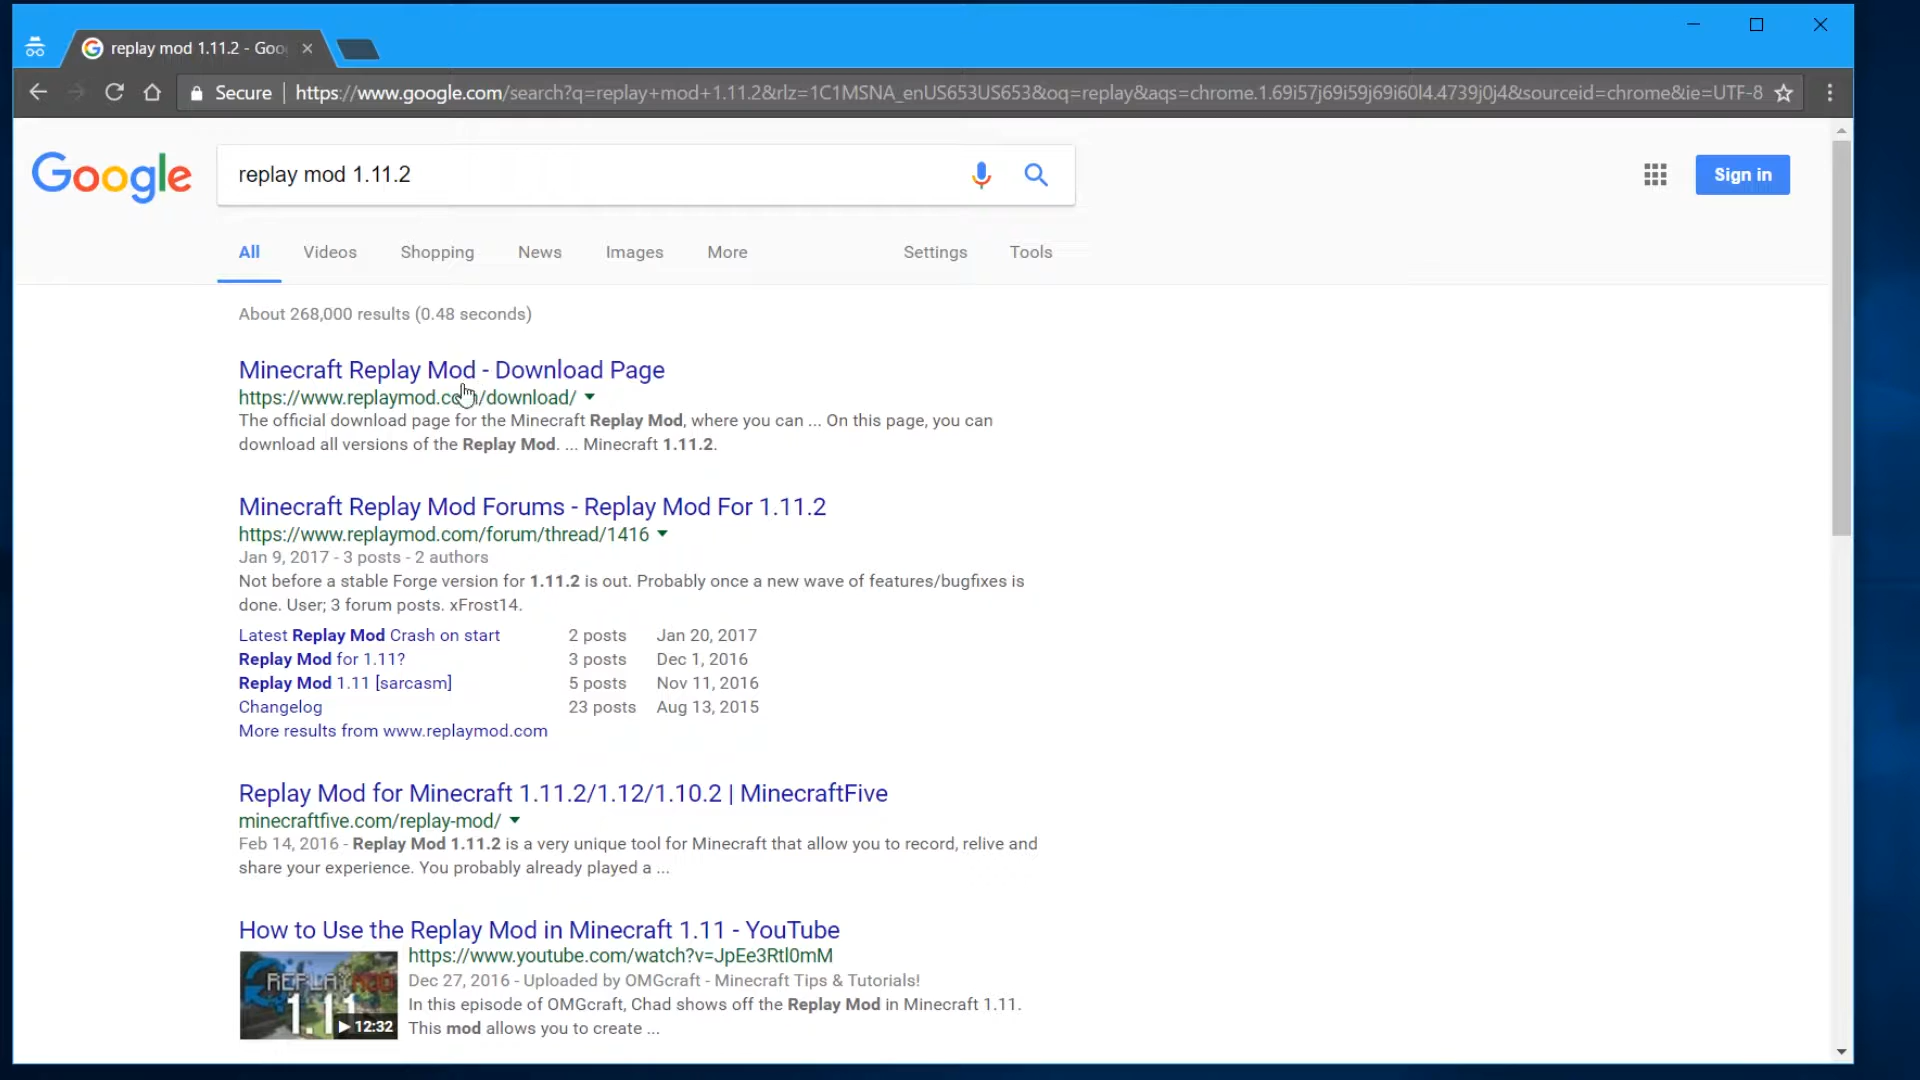 replay mod 1.11.2 - Goo
Secure | https://www.google.com/search?q=replay+mod+1.11.2&rlz=1C1MSNA_enUS653US653&oq=replay&aqs=chrome.1.69i57j69i59j69i60l4.4739j0j4&sourceid=chrome&ie=UTF-8
Google
replay mod 1.11.2
Sign in
All Videos Shopping News Images More Settings Tools
About 268,000 results (0.48 seconds)
Minecraft Replay Mod - Download Page
https://www.replaymod.com/download/
The official download page for the Minecraft Replay Mod, where you can ... On this page, you can
download all versions of the Replay Mod. ... Minecraft 1.11.2.
Minecraft Replay Mod Forums - Replay Mod For 1.11.2
https://www.replaymod.com/forum/thread/1416
Jan 9, 2017 - 3 posts - 2 authors
Not before a stable Forge version for 1.11.2 is out. Probably once a new wave of features/bugfixes is
done. User; 3 forum posts. xFrost14.
Latest Replay Mod Crash on start 2 posts Jan 20, 2017
Replay Mod for 1.11? 3 posts Dec 1, 2016
Replay Mod 1.11 [sarcasm] 5 posts Nov 11, 2016
Changelog 23 posts Aug 13, 2015
More results from www.replaymod.com
Replay Mod for Minecraft 1.11.2/1.12/1.10.2 | MinecraftFive
minecraftfive.com/replay-mod/
Feb 14, 2016 - Replay Mod 1.11.2 is a very unique tool for Minecraft that allow you to record, relive and
share your experience. You probably already played a ...
How to Use the Replay Mod in Minecraft 1.11 - YouTube
https://www.youtube.com/watch?v=JpEe3Rtl0mM
Dec 27, 2016 - Uploaded by OMGcraft - Minecraft Tips & Tutorials!
In this episode of OMGcraft, Chad shows off the Replay Mod in Minecraft 1.11.
This mod allows you to create ...
REPLAY MOD
1.11
12:32